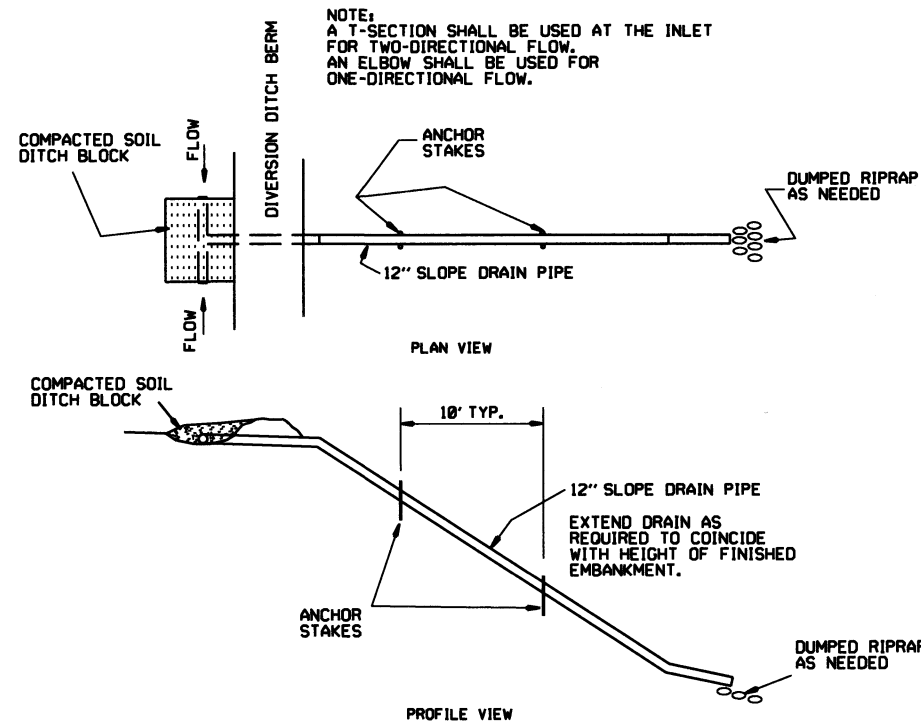 NOTE:
A T-SECTION SHALL BE USED AT THE INLET
FOR TWO-DIRECTIONAL FLOW.
AN ELBOW SHALL BE USED FOR
ONE-DIRECTIONAL FLOW.
DIVERSION DITCH BERM
COMPACTED SOIL
DITCH BLOCK
FLOW
ANCHOR
STAKES
DUMPED RIPRAP
AS NEEDED
12" SLOPE DRAIN PIPE
FLOW
PLAN VIEW
COMPACTED SOIL
DITCH BLOCK
10' TYP.
12" SLOPE DRAIN PIPE
EXTEND DRAIN AS
REQUIRED TO COINCIDE
WITH HEIGHT OF FINISHED
EMBANKMENT.
ANCHOR
STAKES
DUMPED RIPRAP
AS NEEDED
PROFILE VIEW